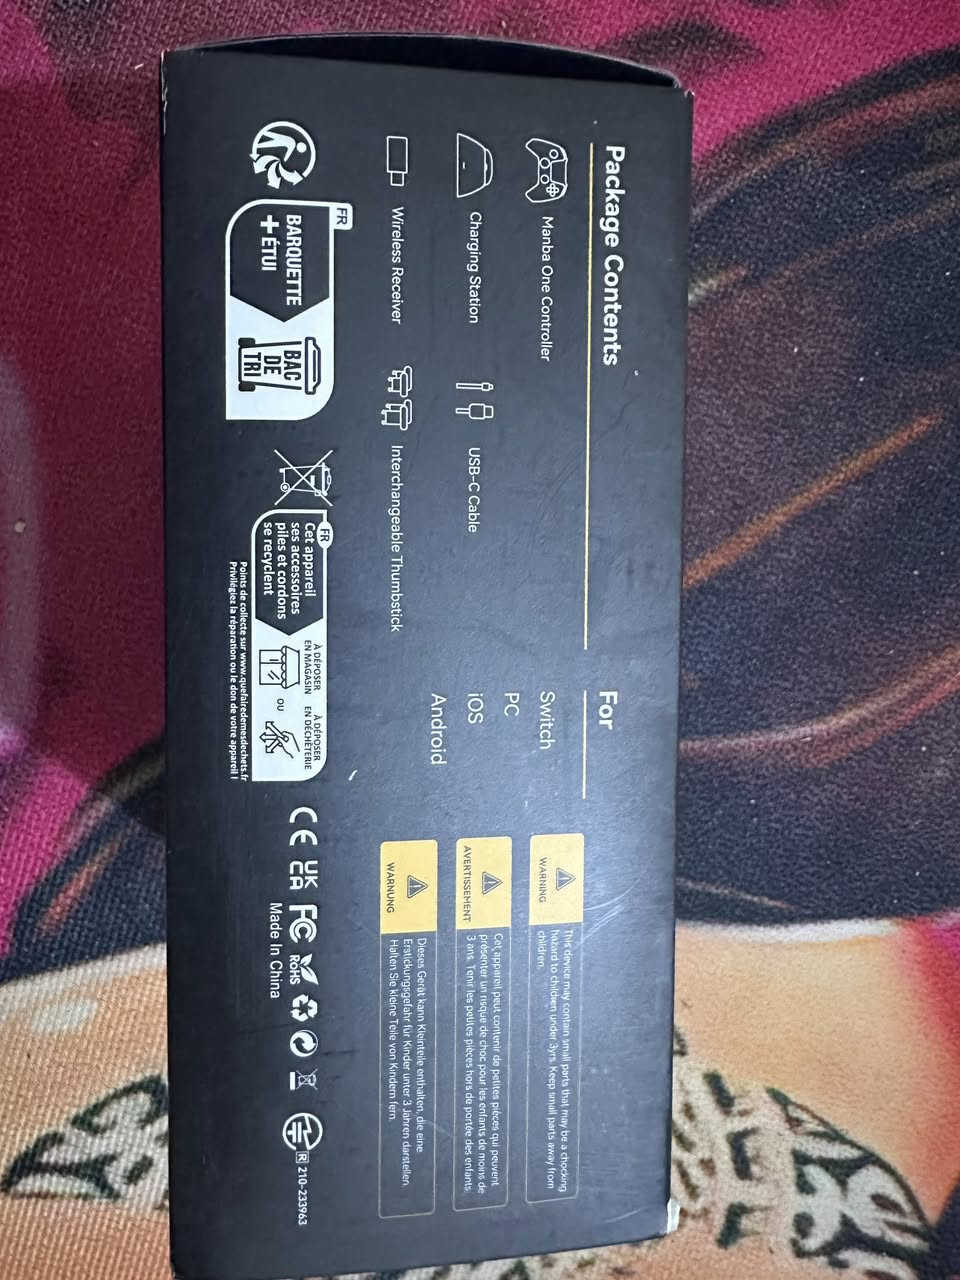 Package Contents
Manba One Controller
Charging Station
USB-C Cable
Wireless Receiver
Interchangeable Thumbstick
For
Switch
PC
iOS
Android
WARNING
This device may contain small parts that may be a chocking
hazard to children under 3yrs. Keep small parts away from
children.
AVERTISSEMENT
Cet appareil peut contenir de petites pièces qui peuvent
présenter un risque de choc pour les enfants de moins de
3 ans. Tenir les petites pièces hors de portée des enfants.
WARNUNG
Dieses Gerät kann Kleinteile enthalten, die eine
Erstickungsgefahr für Kinder unter 3 Jahren darstellen.
Halten Sie kleine Teile von Kindern fern.
FR
BARQUETTE
+ ÉTUI
BAC
DE
TRI
FR
Cet appareil
ses accessoires
piles et cordons
se recyclent
À DÉPOSER
EN MAGASIN
OU
À DÉPOSER
EN DÉCHÈTERIE
Points de collecte sur www.quefairedemesdechets.fr
Privilégiez la réparation ou le don de votre appareil !
CE UK CA FC RoHS
Made In China
R 210-233963